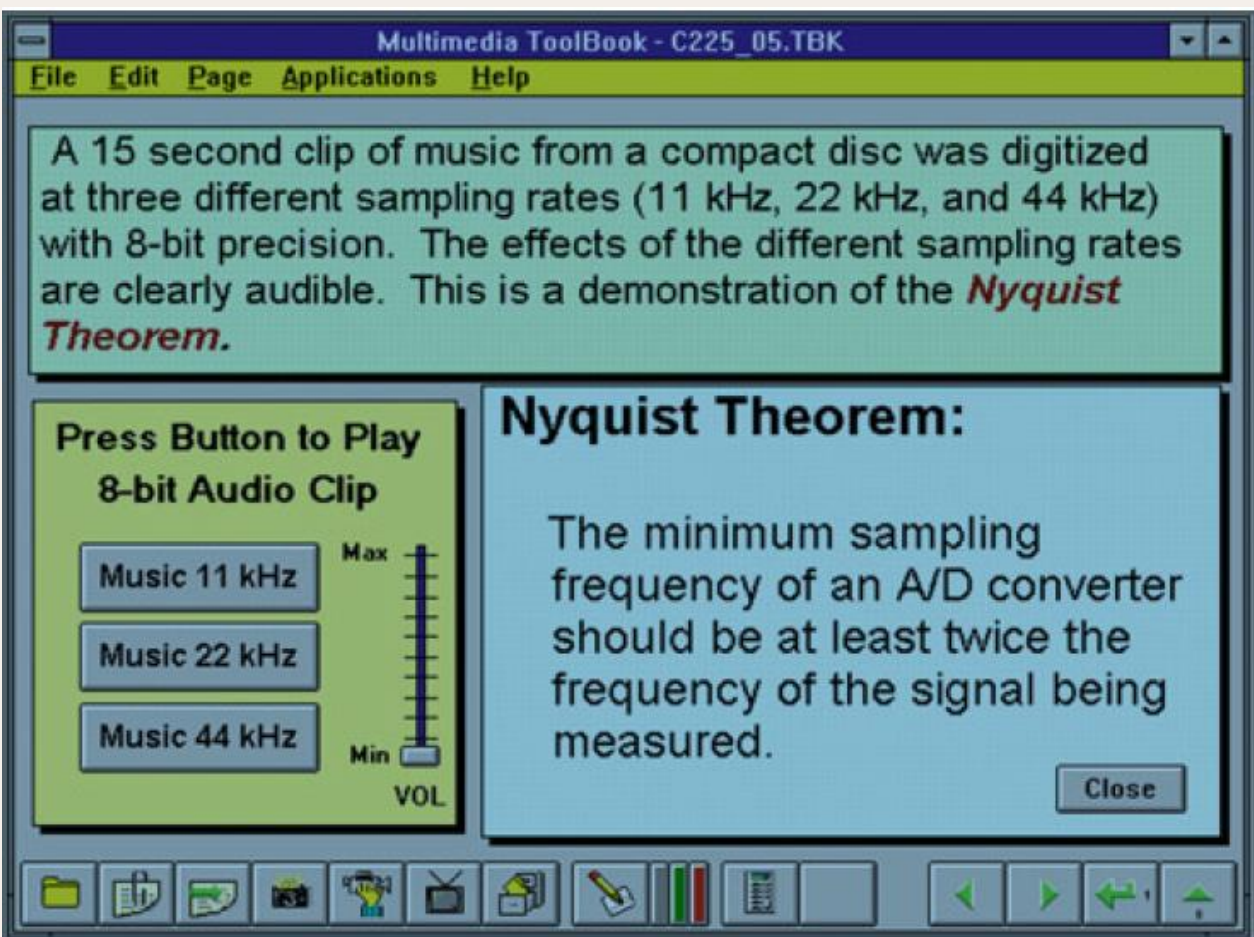 Multimedia ToolBook - C225_05.TBK
File Edit Page Applications Help
A 15 second clip of music from a compact disc was digitized
at three different sampling rates (11 kHz, 22 kHz, and 44 kHz)
with 8-bit precision. The effects of the different sampling rates
are clearly audible. This is a demonstration of the Nyquist
Theorem.
Press Button to Play
8-bit Audio Clip
Music 11 kHz
Music 22 kHz
Music 44 kHz
Max
Min
VOL
Nyquist Theorem:
The minimum sampling
frequency of an A/D converter
should be at least twice the
frequency of the signal being
measured.
Close